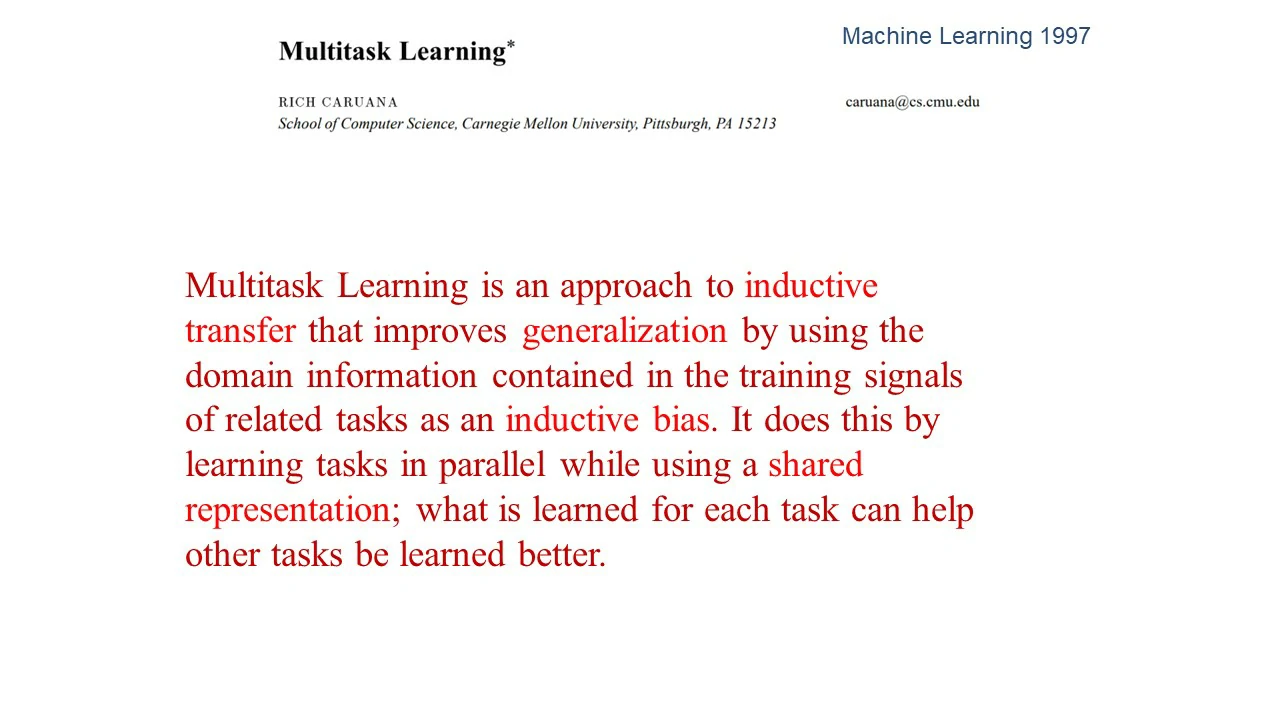 Multitask Learning*
Machine Learning 1997
RICH CARUANA
caruana@cs.cmu.edu
School of Computer Science, Carnegie Mellon University, Pittsburgh, PA 15213
Multitask Learning is an approach to inductive
transfer that improves generalization by using the
domain information contained in the training signals
of related tasks as an inductive bias. It does this by
learning tasks in parallel while using a shared
representation; what is learned for each task can help
other tasks be learned better.